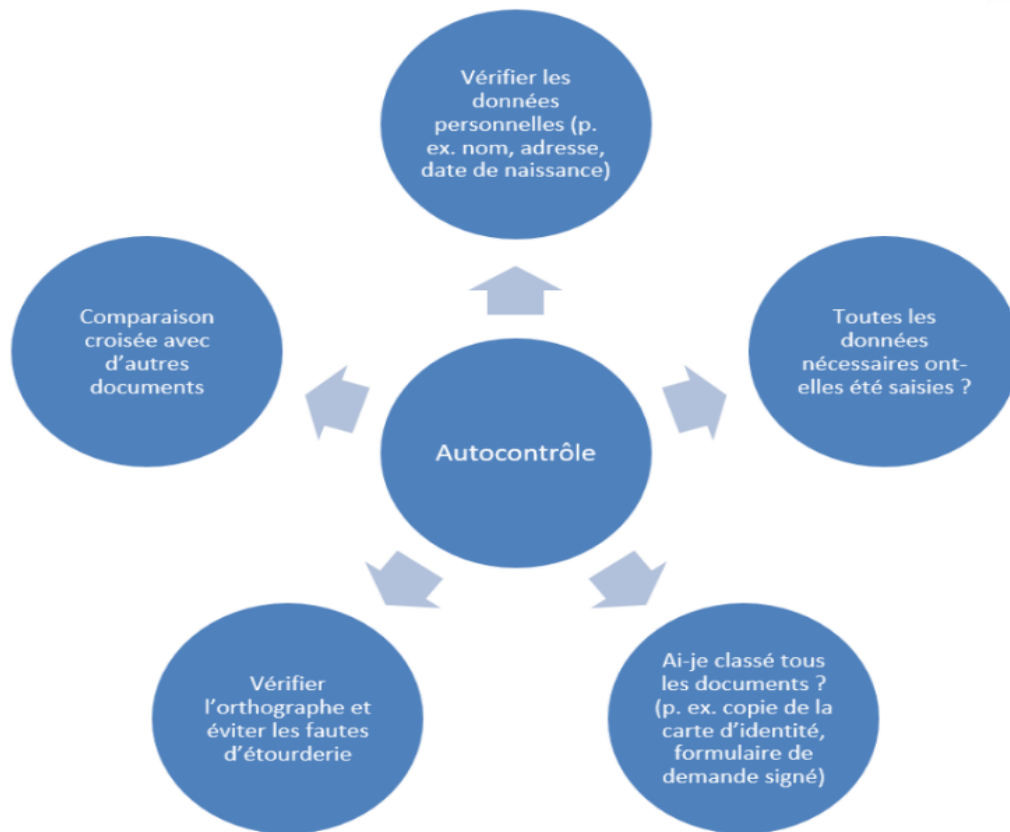 Vérifier les
données
personnelles (p.
ex. nom, adresse,
date de naissance)
Comparaison
croisée avec
d'autres
documents
Toutes les
données
nécessaires ont-
elles été saisies ?
Autocontrôle
Vérifier
l'orthographe et
éviter les fautes
d'étourderie
Ai-je classé tous
les documents ?
(p. ex. copie de la
carte d'identité,
formulaire de
demande signé)